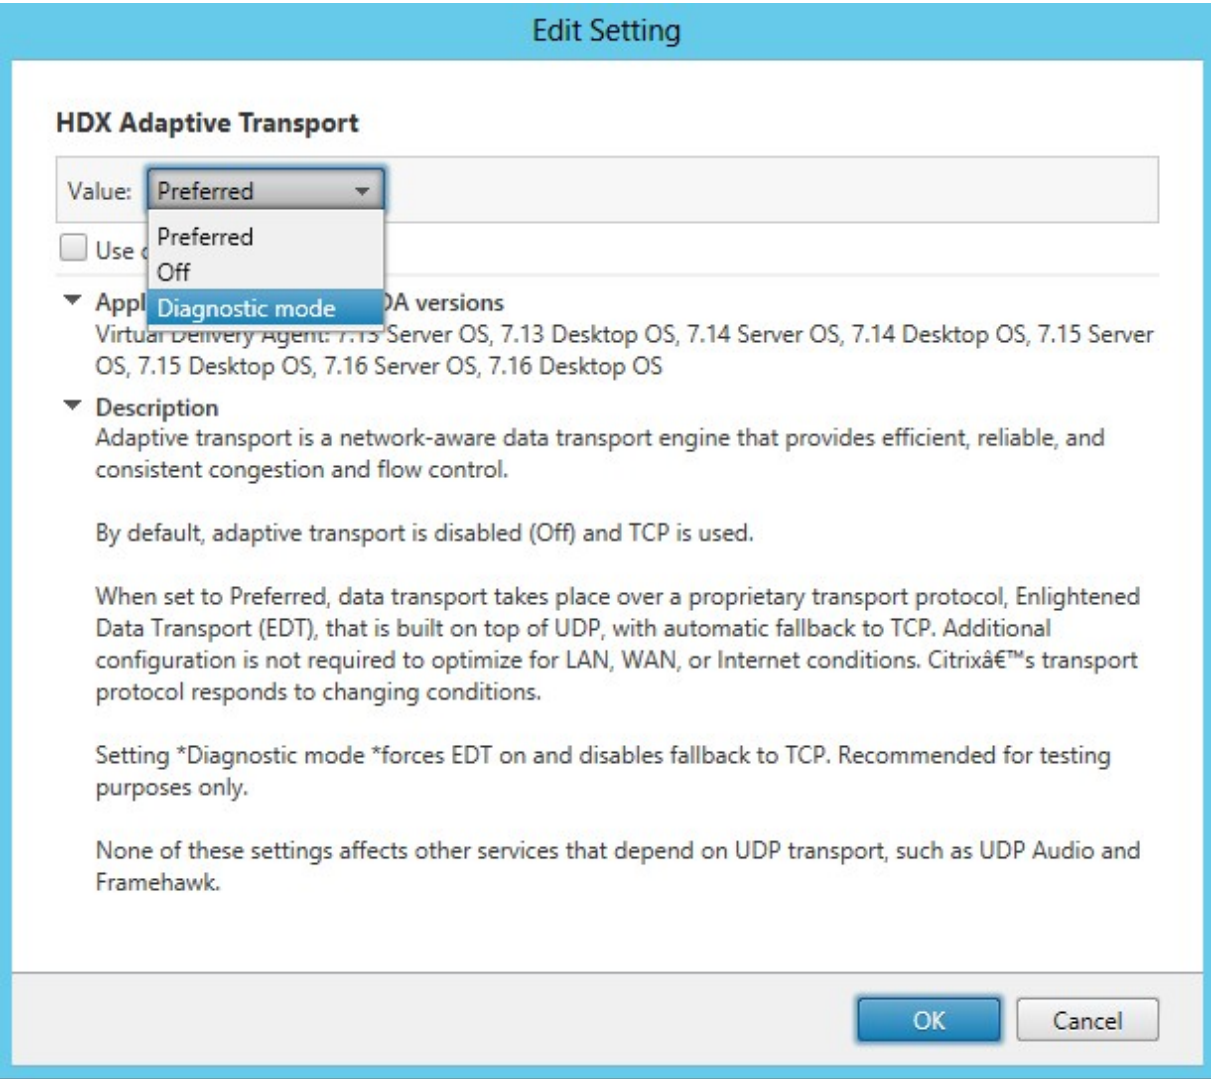 Edit Setting
HDX Adaptive Transport
Value: Preferred
Preferred
Use
Off
Diagnostic mode
Appl DA versions
Virtual Delivery Agent: 7.13 Server OS, 7.13 Desktop OS, 7.14 Server OS, 7.14 Desktop OS, 7.15 Server
OS, 7.15 Desktop OS, 7.16 Server OS, 7.16 Desktop OS
Description
Adaptive transport is a network-aware data transport engine that provides efficient, reliable, and
consistent congestion and flow control.
By default, adaptive transport is disabled (Off) and TCP is used.
When set to Preferred, data transport takes place over a proprietary transport protocol, Enlightened
Data Transport (EDT), that is built on top of UDP, with automatic fallback to TCP. Additional
configuration is not required to optimize for LAN, WAN, or Internet conditions. Citrixâ€™s transport
protocol responds to changing conditions.
Setting *Diagnostic mode *forces EDT on and disables fallback to TCP. Recommended for testing
purposes only.
None of these settings affects other services that depend on UDP transport, such as UDP Audio and
Framehawk.
OK Cancel